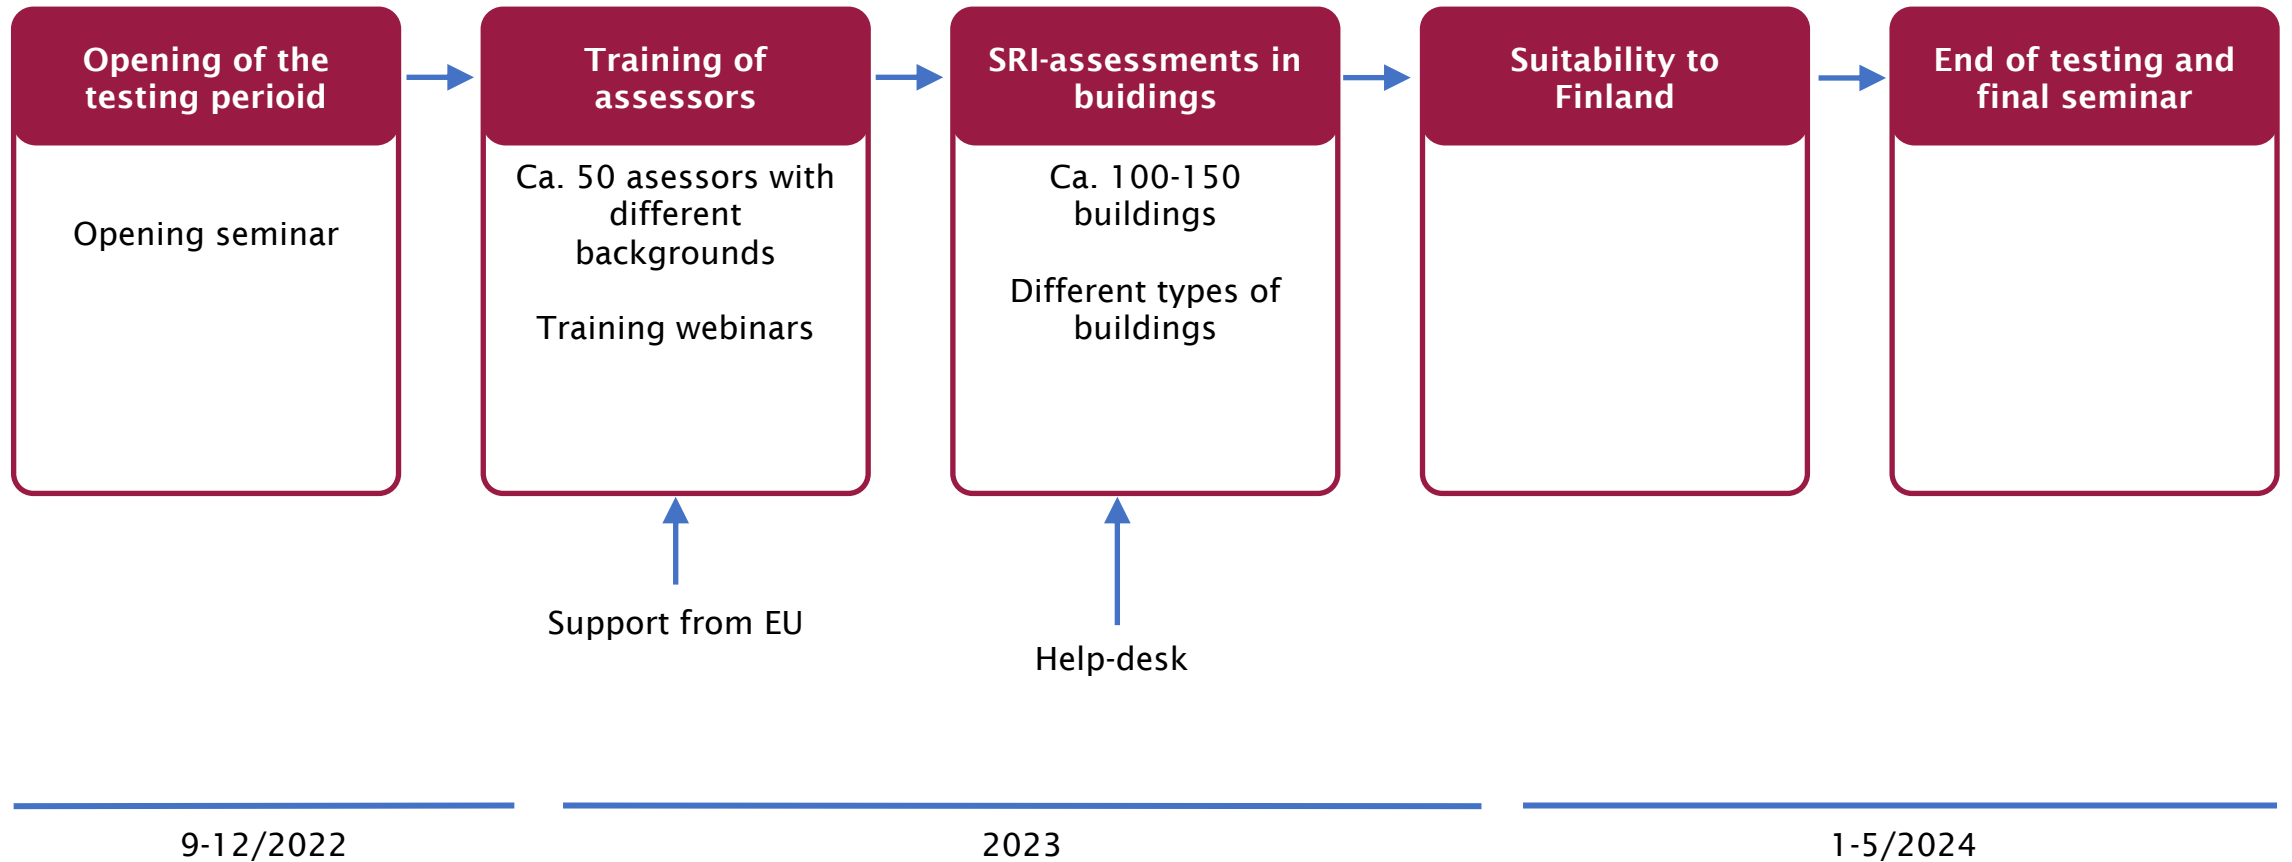 Opening of the
testing perioid
Opening seminar
Training of
assessors
Ca. 50 asessors with
different
backgrounds
Training webinars
Support from EU
SRI-assessments in
buidings
Ca. 100-150
buildings
Different types of
buildings
Help-desk
Suitability to
Finland
End of testing and
final seminar
9-12/2022
2023
1-5/2024